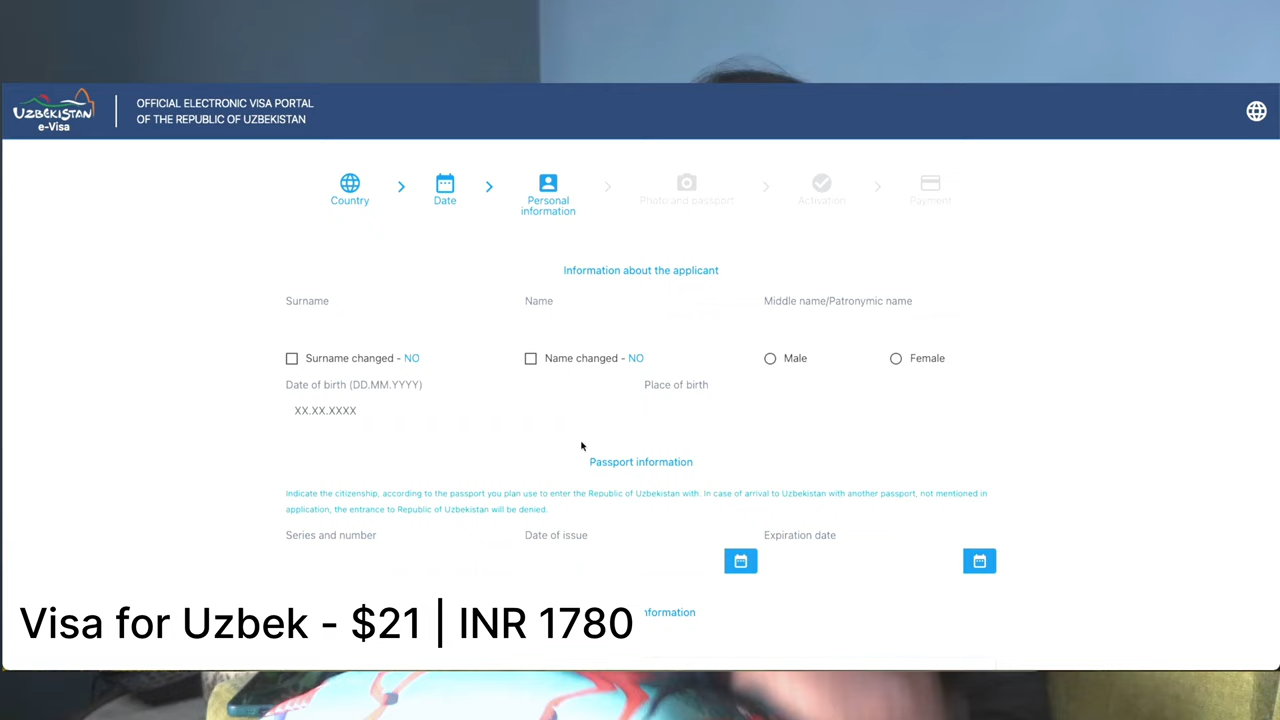 UZBEKISTAN
e-Visa
OFFICIAL ELECTRONIC VISA PORTAL
OF THE REPUBLIC OF UZBEKISTAN
Country
Date
Personal
information
Photo and passport
Activation
Payment
Information about the applicant
Surname
Name
Middle name/Patronymic name
Surname changed - NO
Name changed - NO
Male
Female
Date of birth (DD.MM.YYYY)
Place of birth
XX.XX.XXXX
Passport information
Indicate the citizenship, according to the passport you plan use to enter the Republic of Uzbekistan with. In case of arrival to Uzbekistan with another passport, not mentioned in
application, the entrance to Republic of Uzbekistan will be denied.
Series and number
Date of issue
Expiration date
Visa for Uzbek - $21 | INR 1780